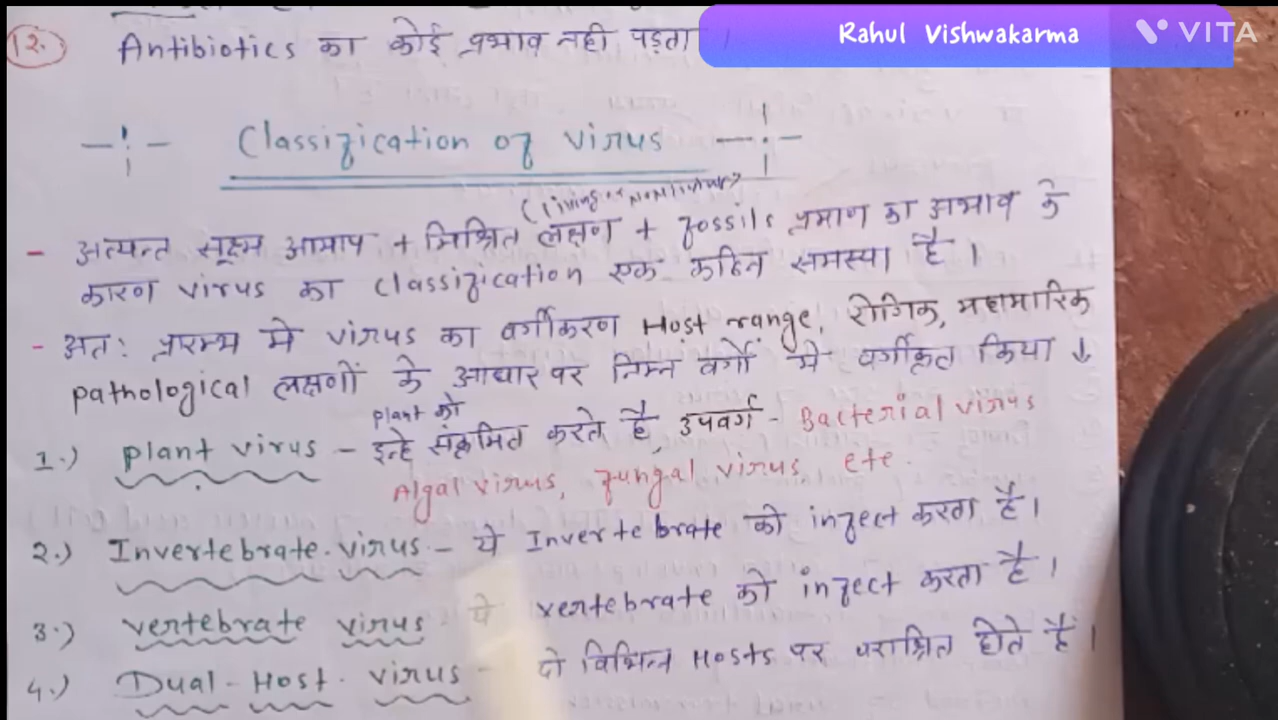 Rahul Vishwakarma
VITA
12. Antibiotics का कोई प्रभाव नही पड़ता ।
Classification of virus
(living or nonliving)
- अत्यन्त सूक्ष्म आमाप + मिश्रित लक्षण + fossils प्रमाण का अभाव के
कारण virus का classification एक कठिन समस्या है ।
- अतः प्रारम्भ मे virus का वर्गीकरण Host range, रोगिक, महामारिक
pathological लक्षणों के आधार पर निम्न वर्गों मे वर्गीकृत किया ↓
plant को
1.) plant virus - इन्हे संक्रमित करते है, उपवर्ग - Bacterial virus
Algal virus, fungal virus etc.
2.) Invertebrate virus - ये Invertebrate को infect करता है ।
3.) vertebrate virus ये vertebrate को infect करता है ।
4.) Dual-Host virus - दो विभिन्न Hosts पर पराश्रित होते है ।